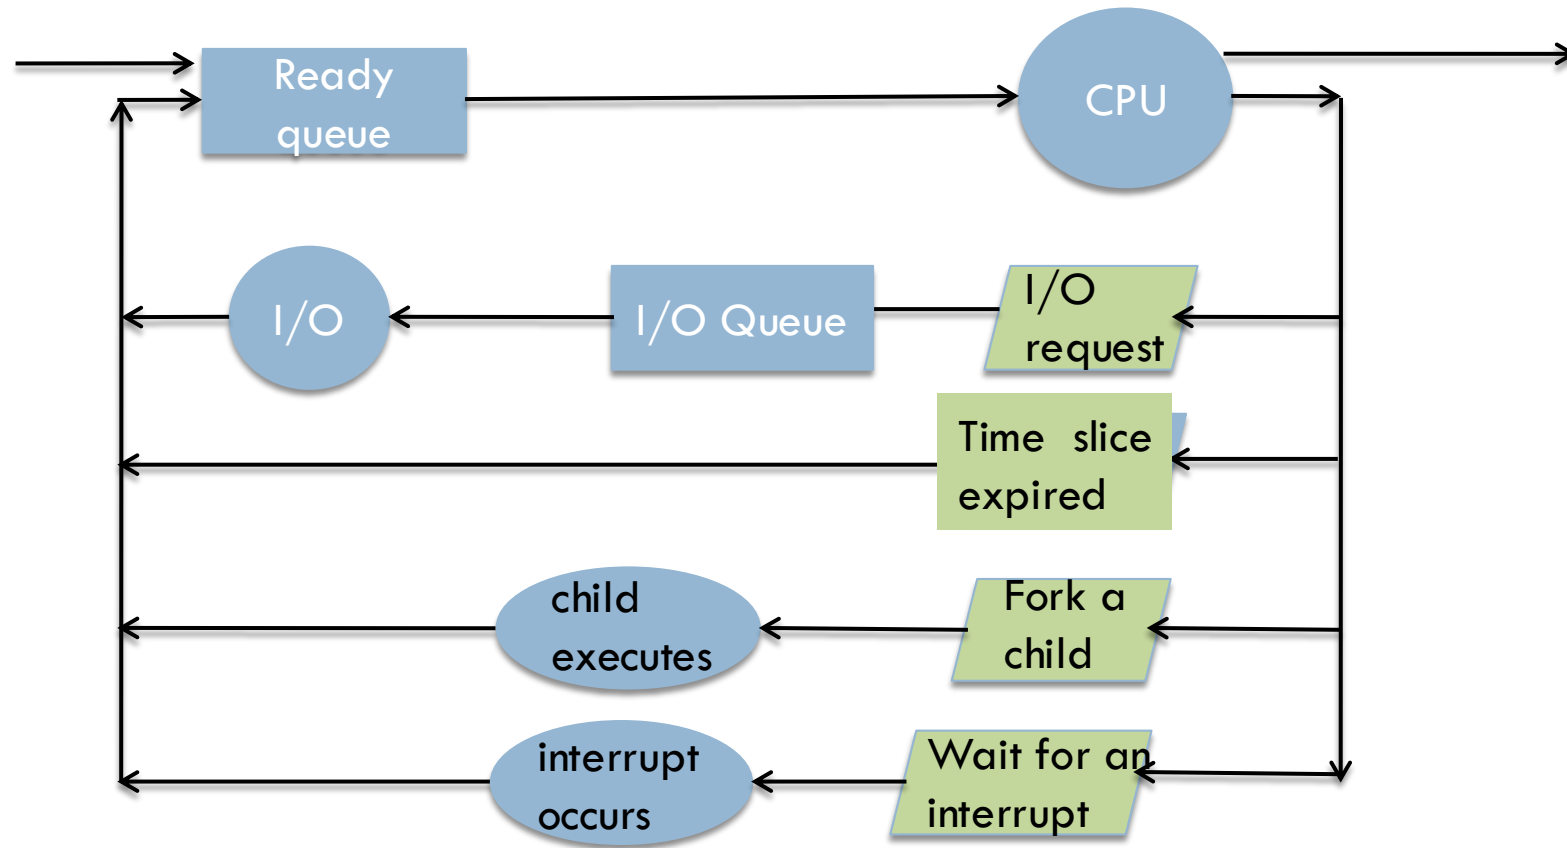 Ready
queue
CPU
I/O
I/O Queue
I/O
request
Time slice
expired
child
executes
Fork a
child
interrupt
occurs
Wait for an
interrupt